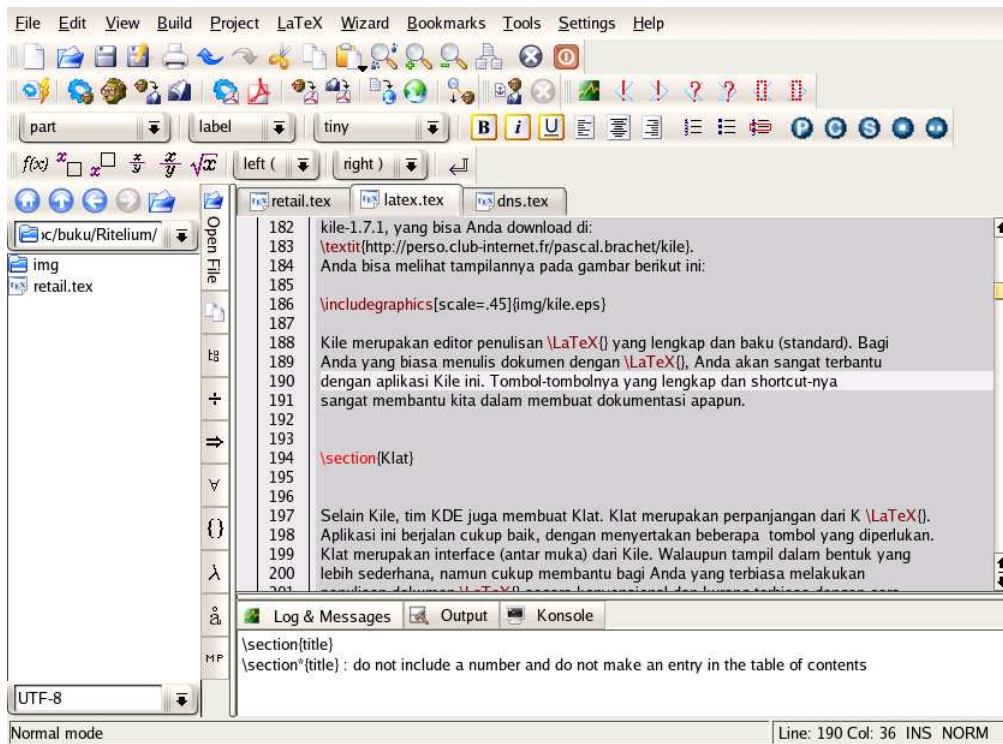 File Edit View Build Project LaTeX Wizard Bookmarks Tools Settings Help
part label tiny B i U P O G S
f(x) x x x/y x/y √x left ( right )
retail.tex latex.tex dns.tex
/buku/Ritelium/
img
retail.tex
Open File
MP
182 kile-1.7.1, yang bisa Anda download di:
183 \textit{http://perso.club-internet.fr/pascal.brachet/kile}.
184 Anda bisa melihat tampilannya pada gambar berikut ini:
185
186 \includegraphics[scale=.45]{img/kile.eps}
187
188 Kile merupakan editor penulisan \LaTeX{} yang lengkap dan baku (standard). Bagi
189 Anda yang biasa menulis dokumen dengan \LaTeX{}, Anda akan sangat terbantu
190 dengan aplikasi Kile ini. Tombol-tombolnya yang lengkap dan shortcut-nya
191 sangat membantu kita dalam membuat dokumentasi apapun.
192
193
194 \section{Klat}
195
196
197 Selain Kile, tim KDE juga membuat Klat. Klat merupakan perpanjangan dari K \LaTeX{}.
198 Aplikasi ini berjalan cukup baik, dengan menyertakan beberapa  tombol yang diperlukan.
199 Klat merupakan interface (antar muka) dari Kile. Walaupun tampil dalam bentuk yang
200 lebih sederhana, namun cukup membantu bagi Anda yang terbiasa melakukan
Log & Messages Output Konsole
\section{title}
\section*{title} : do not include a number and do not make an entry in the table of contents
UTF-8
Normal mode Line: 190 Col: 36 INS NORM